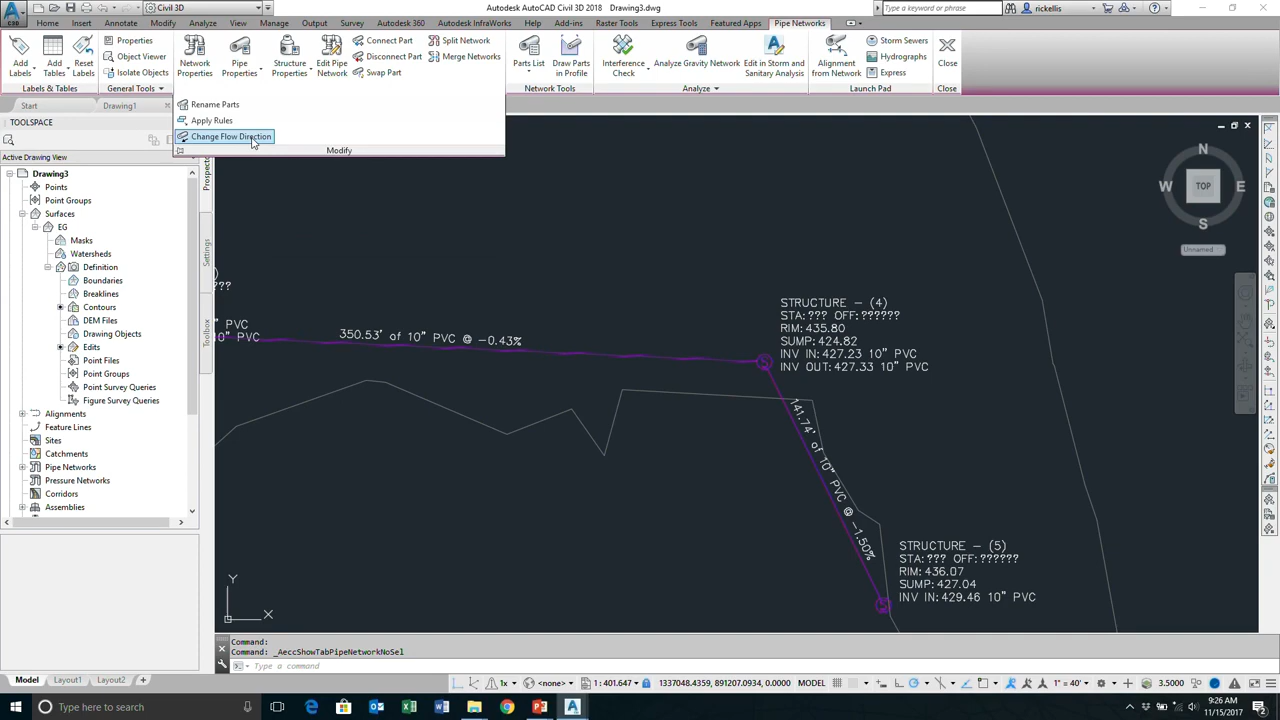 Civil 3D
Autodesk AutoCAD Civil 3D 2018   Drawing3.dwg
Type a keyword or phrase
rickellis
Home Insert Annotate Modify Analyze View Manage Output Survey Autodesk 360 Autodesk InfraWorks Help Add-ins Raster Tools Express Tools Featured Apps Pipe Networks
Add Labels
Add Tables
Reset Labels
Properties
Object Viewer
Isolate Objects
Network Properties
Pipe Properties
Structure Properties
Edit Pipe Network
Connect Part
Disconnect Part
Swap Part
Split Network
Merge Networks
Parts List
Draw Parts in Profile
Interference Check
Analyze Gravity Network
Edit in Storm and Sanitary Analysis
Alignment from Network
Storm Sewers
Hydrographs
Express
Close
Labels & Tables
General Tools
Network Tools
Analyze
Launch Pad
Close
Rename Parts
Apply Rules
Change Flow Direction
Modify
Start
Drawing1
TOOLSPACE
Active Drawing View
Drawing3
Points
Point Groups
Surfaces
EG
Masks
Watersheds
Definition
Boundaries
Breaklines
Contours
DEM Files
Drawing Objects
Edits
Point Files
Point Groups
Point Survey Queries
Figure Survey Queries
Alignments
Feature Lines
Sites
Catchments
Pipe Networks
Pressure Networks
Corridors
Assemblies
Prospector
Settings
Toolbox
)
???
" PVC
10" PVC
350.53' of 10" PVC @ -0.43%
STRUCTURE - (4)
STA:??? OFF:??????
RIM: 435.80
SUMP: 424.82
INV IN: 427.23 10" PVC
INV OUT: 427.33 10" PVC
141.74' of 10" PVC @ -1.50%
STRUCTURE - (5)
STA:??? OFF:??????
RIM: 436.07
SUMP: 427.04
INV IN: 429.46 10" PVC
N
W TOP E
S
Unnamed
Y
X
Command:
Command: _AeccShowTabPipeNetworkNoSel
Type a command
Model Layout1 Layout2
1x
<none>
1 : 401.647
1337048.4359, 891207.0934, 0.0000 MODEL
1" = 40'
3.5000
Type here to search
9:26 AM
11/15/2017